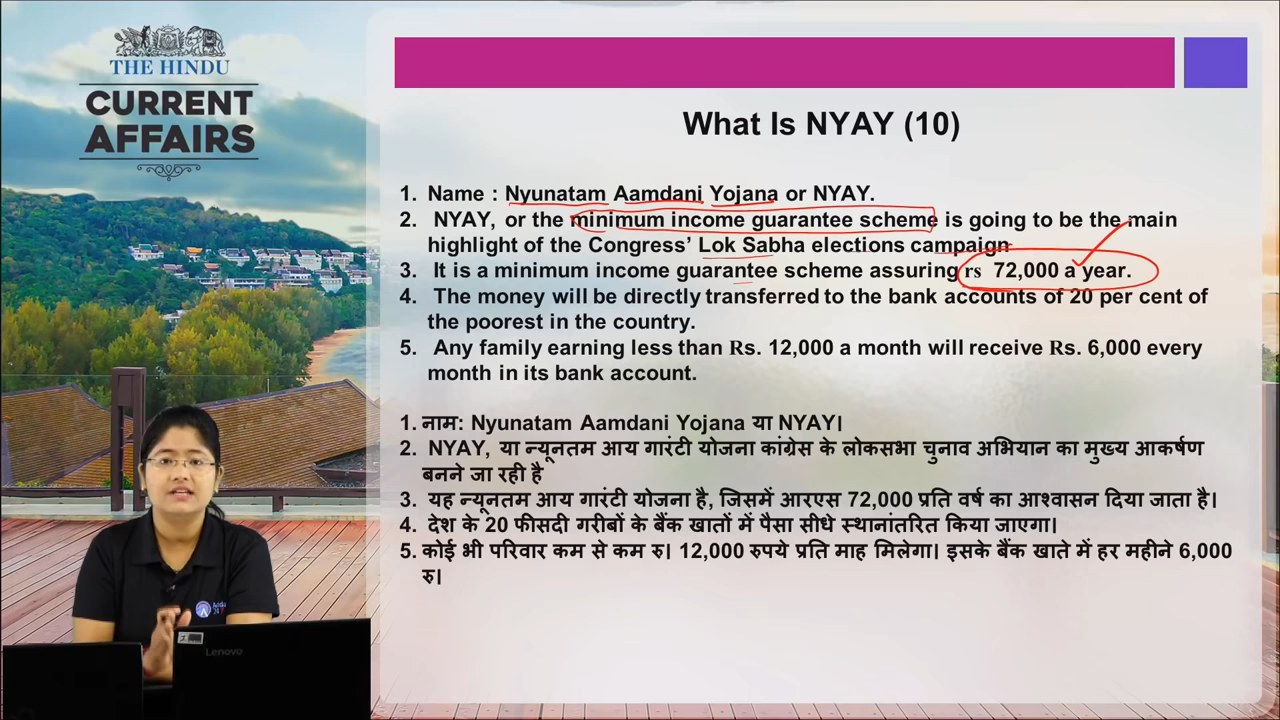 THE HINDU
CURRENT
AFFAIRS
What Is NYAY (10)
1. Name : Nyunatam Aamdani Yojana or NYAY.
2. NYAY, or the minimum income guarantee scheme is going to be the main
highlight of the Congress’ Lok Sabha elections campaign
3. It is a minimum income guarantee scheme assuring rs 72,000 a year.
4. The money will be directly transferred to the bank accounts of 20 per cent of
the poorest in the country.
5. Any family earning less than Rs. 12,000 a month will receive Rs. 6,000 every
month in its bank account.
1. नाम: Nyunatam Aamdani Yojana या NYAY।
2. NYAY, या न्यूनतम आय गारंटी योजना कांग्रेस के लोकसभा चुनाव अभियान का मुख्य आकर्षण
बनने जा रही है
3. यह न्यूनतम आय गारंटी योजना है, जिसमें आरएस 72,000 प्रति वर्ष का आश्वासन दिया जाता है।
4. देश के 20 फीसदी गरीबों के बैंक खातों में पैसा सीधे स्थानांतरित किया जाएगा।
5. कोई भी परिवार कम से कम रु। 12,000 रुपये प्रति माह मिलेगा। इसके बैंक खाते में हर महीने 6,000
रु।
Lenovo